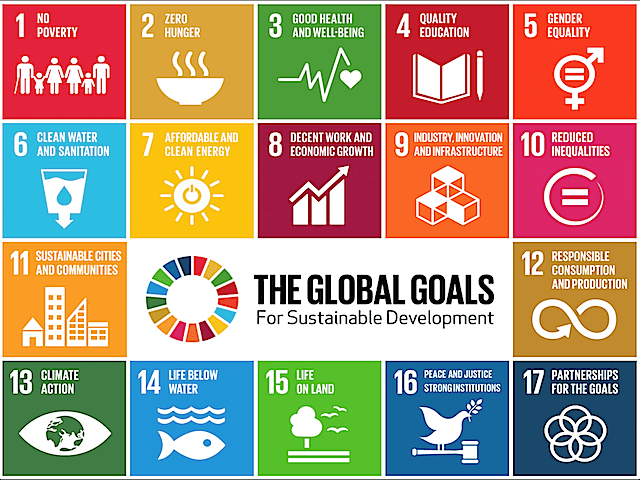 1 NO
POVERTY
2 ZERO
HUNGER
3 GOOD HEALTH
AND WELL-BEING
4 QUALITY
EDUCATION
5 GENDER
EQUALITY
6 CLEAN WATER
AND SANITATION
7 AFFORDABLE AND
CLEAN ENERGY
8 DECENT WORK AND
ECONOMIC GROWTH
9 INDUSTRY, INNOVATION
AND INFRASTRUCTURE
10 REDUCED
INEQUALITIES
11 SUSTAINABLE CITIES
AND COMMUNITIES
THE GLOBAL GOALS
For Sustainable Development
12 RESPONSIBLE
CONSUMPTION
AND PRODUCTION
13 CLIMATE
ACTION
14 LIFE BELOW
WATER
15 LIFE
ON LAND
16 PEACE AND JUSTICE
STRONG INSTITUTIONS
17 PARTNERSHIPS
FOR THE GOALS